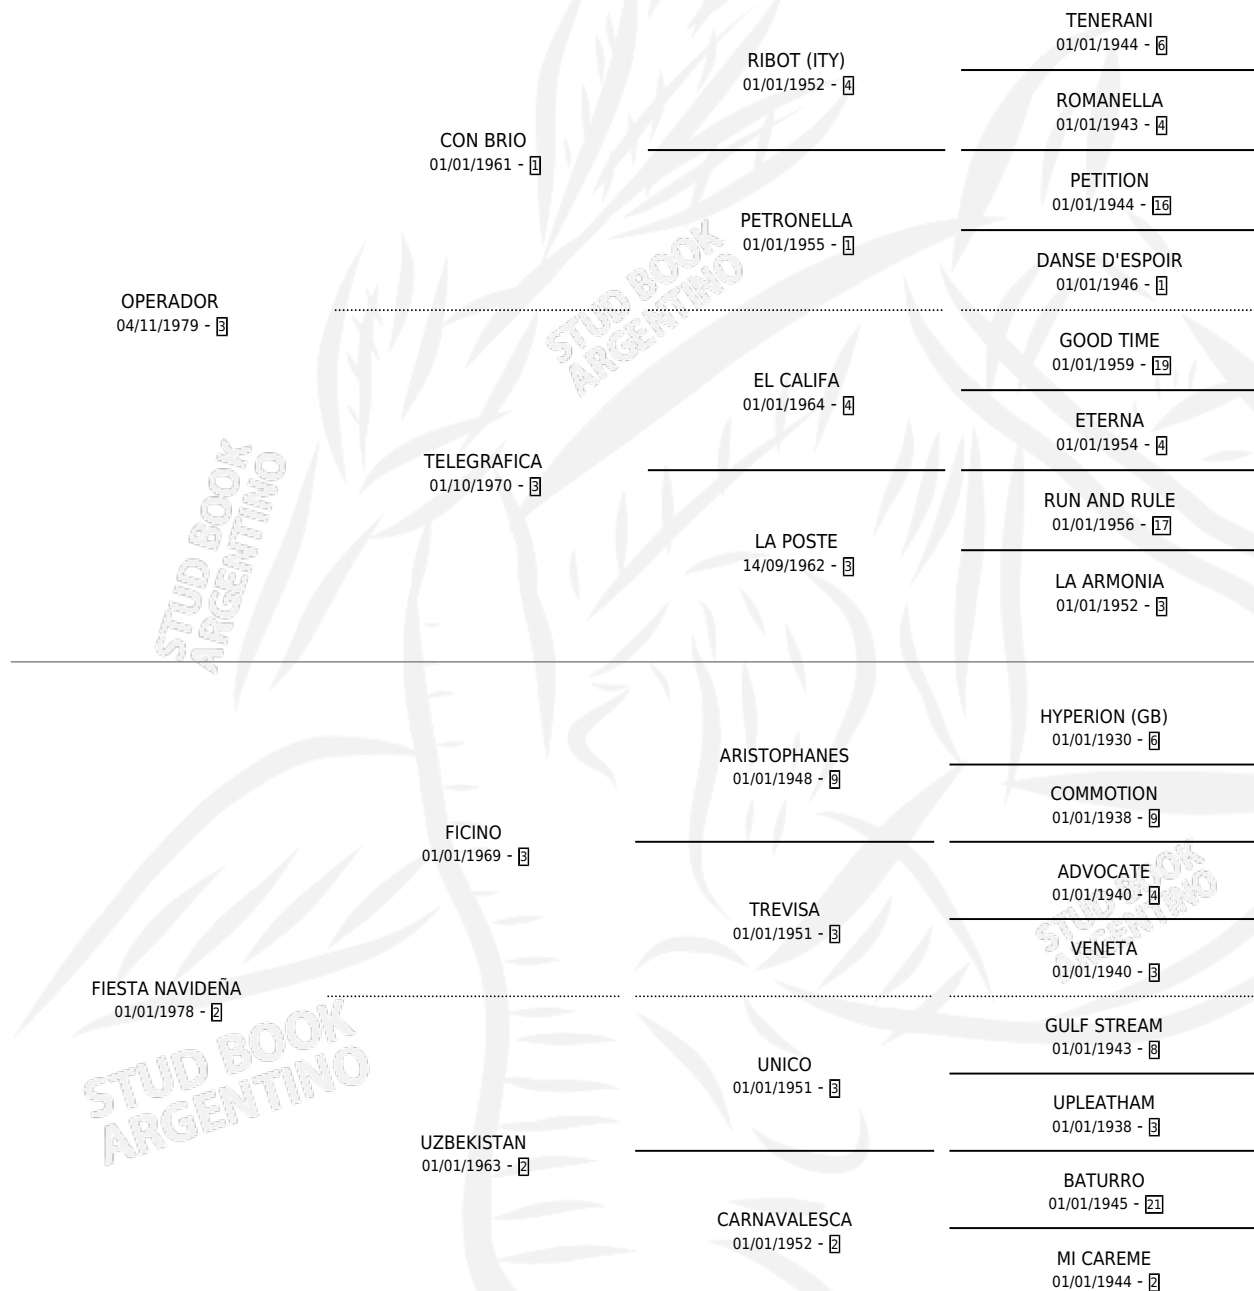 TENERANI
01/01/1944 - 6
RIBOT (ITY)
01/01/1952 - 4
ROMANELLA
01/01/1943 - 4
CON BRIO
01/01/1961 - 1
PETITION
01/01/1944 - 16
PETRONELLA
01/01/1955 - 1
DANSE D'ESPOIR
01/01/1946 - 1
OPERADOR
04/11/1979 - 3
GOOD TIME
01/01/1959 - 19
EL CALIFA
01/01/1964 - 4
ETERNA
01/01/1954 - 4
TELEGRAFICA
01/10/1970 - 3
RUN AND RULE
01/01/1956 - 17
LA POSTE
14/09/1962 - 3
LA ARMONIA
01/01/1952 - 3
HYPERION (GB)
01/01/1930 - 6
ARISTOPHANES
01/01/1948 - 9
COMMOTION
01/01/1938 - 9
FICINO
01/01/1969 - 3
ADVOCATE
01/01/1940 - 4
TREVISA
01/01/1951 - 3
VENETA
01/01/1940 - 3
FIESTA NAVIDEÑA
01/01/1978 - 2
GULF STREAM
01/01/1943 - 8
UNICO
01/01/1951 - 3
UPLEATHAM
01/01/1938 - 3
UZBEKISTAN
01/01/1963 - 2
BATURRO
01/01/1945 - 21
CARNAVALESCA
01/01/1952 - 2
MI CAREME
01/01/1944 - 2
STUD BOOK
ARGENTINO
STUD BOOK
ARGENTINO
STUD BOOK
ARGENTINO
STUD BOOK
ARGENTINO